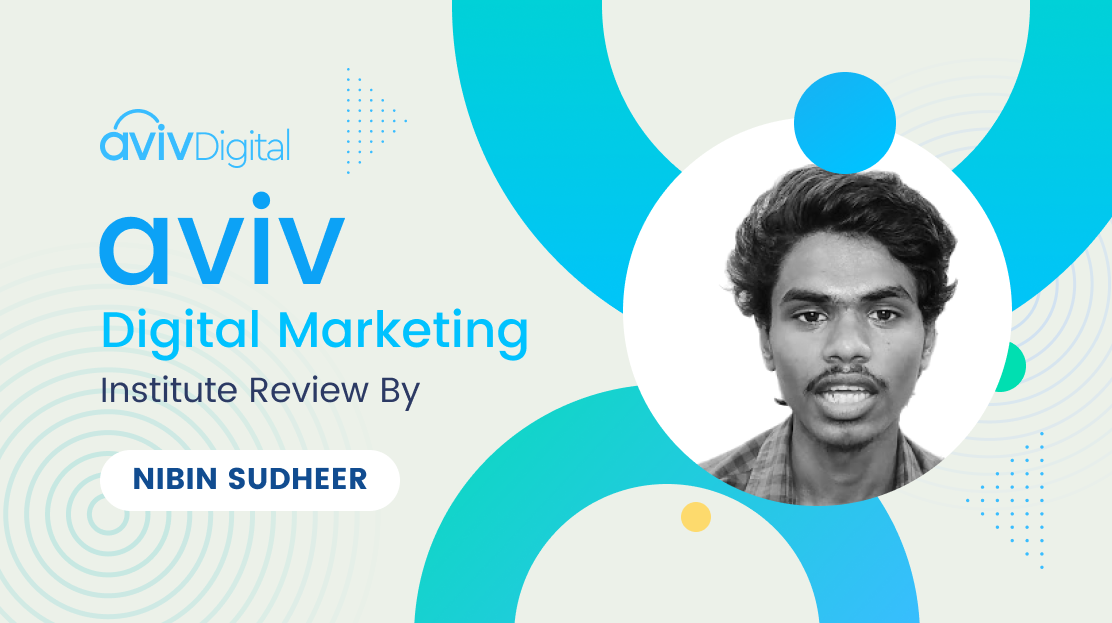 avivDigital
aviv
Digital Marketing
Institute Review By
NIBIN SUDHEER